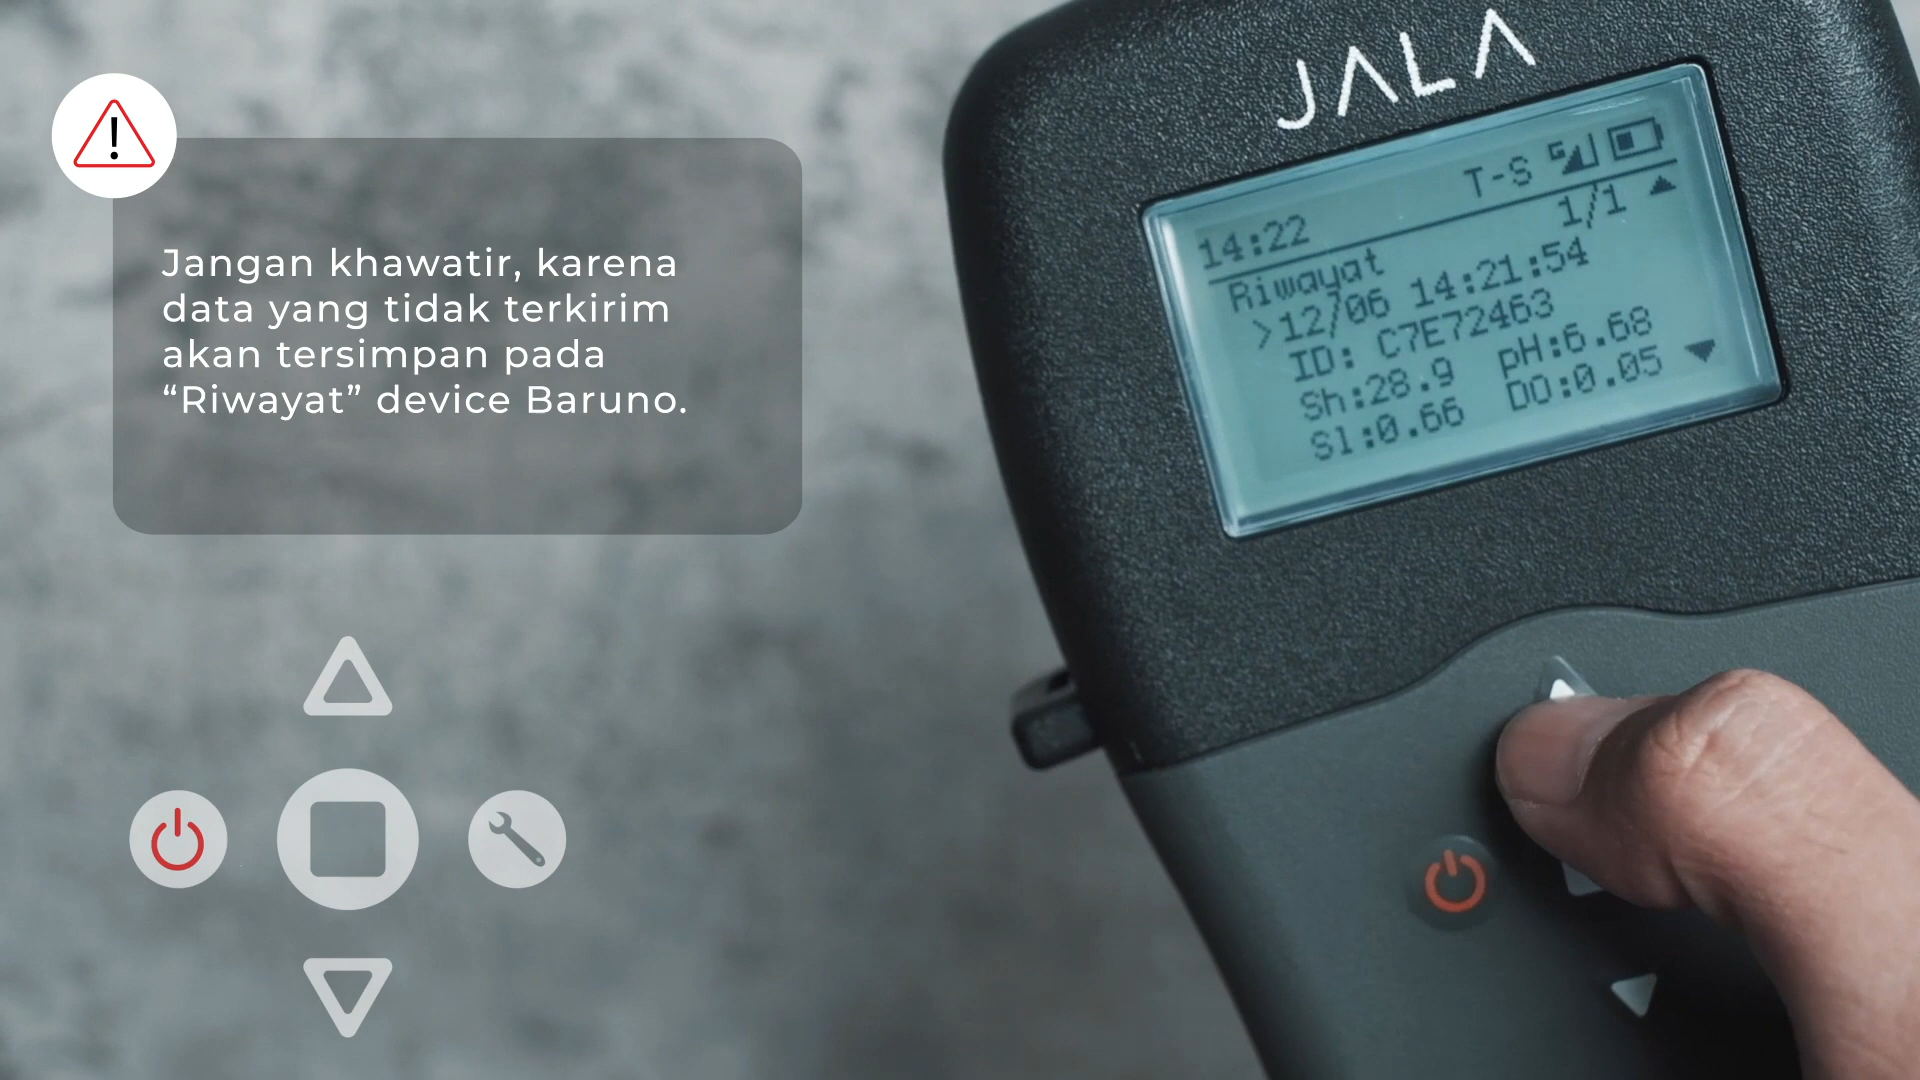 Jangan khawatir, karena
data yang tidak terkirim
akan tersimpan pada
“Riwayat” device Baruno.
JALA
14:22 T-S
Riwayat 1/1
>12/06 14:21:54
ID: C7E72463
Sh:28.9 pH:6.68
Sl:0.66 DO:0.05